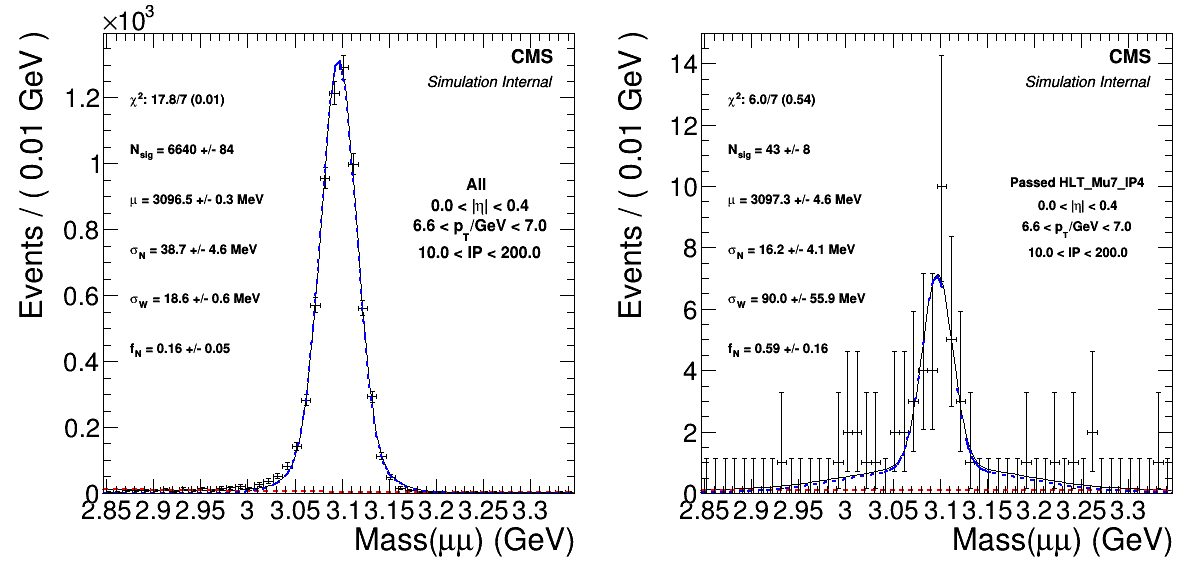 ×10³
Events / ( 0.01 GeV )
CMS
Simulation Internal
χ²: 17.8/7 (0.01)
N_sig = 6640 +/- 84
μ = 3096.5 +/- 0.3 MeV
σ_N = 38.7 +/- 4.6 MeV
σ_W = 18.6 +/- 0.6 MeV
f_N = 0.16 +/- 0.05
All
0.0 < |η| < 0.4
6.6 < p_T/GeV < 7.0
10.0 < IP < 200.0
1.2
1
0.8
0.6
0.4
0.2
0
2.85 2.9 2.95 3 3.05 3.1 3.15 3.2 3.25 3.3
Mass(μμ) (GeV)
Events / ( 0.01 GeV )
CMS
Simulation Internal
χ²: 6.0/7 (0.54)
N_sig = 43 +/- 8
μ = 3097.3 +/- 4.6 MeV
σ_N = 16.2 +/- 4.1 MeV
σ_W = 90.0 +/- 55.9 MeV
f_N = 0.59 +/- 0.16
Passed HLT_Mu7_IP4
0.0 < |η| < 0.4
6.6 < p_T/GeV < 7.0
10.0 < IP < 200.0
14
12
10
8
6
4
2
0
2.85 2.9 2.95 3 3.05 3.1 3.15 3.2 3.25 3.3
Mass(μμ) (GeV)